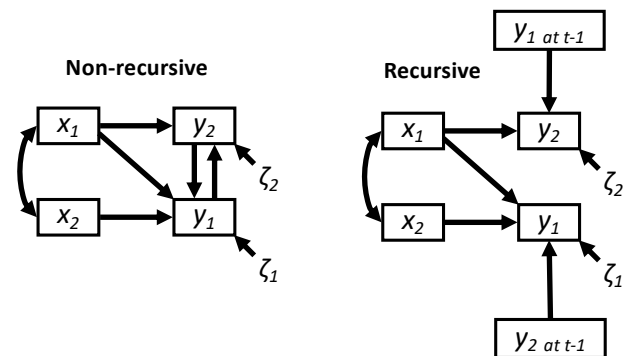 Non-recursive
x1
y2
ζ2
x2
y1
ζ1
Recursive
y1 at t-1
x1
y2
ζ2
x2
y1
ζ1
y2 at t-1